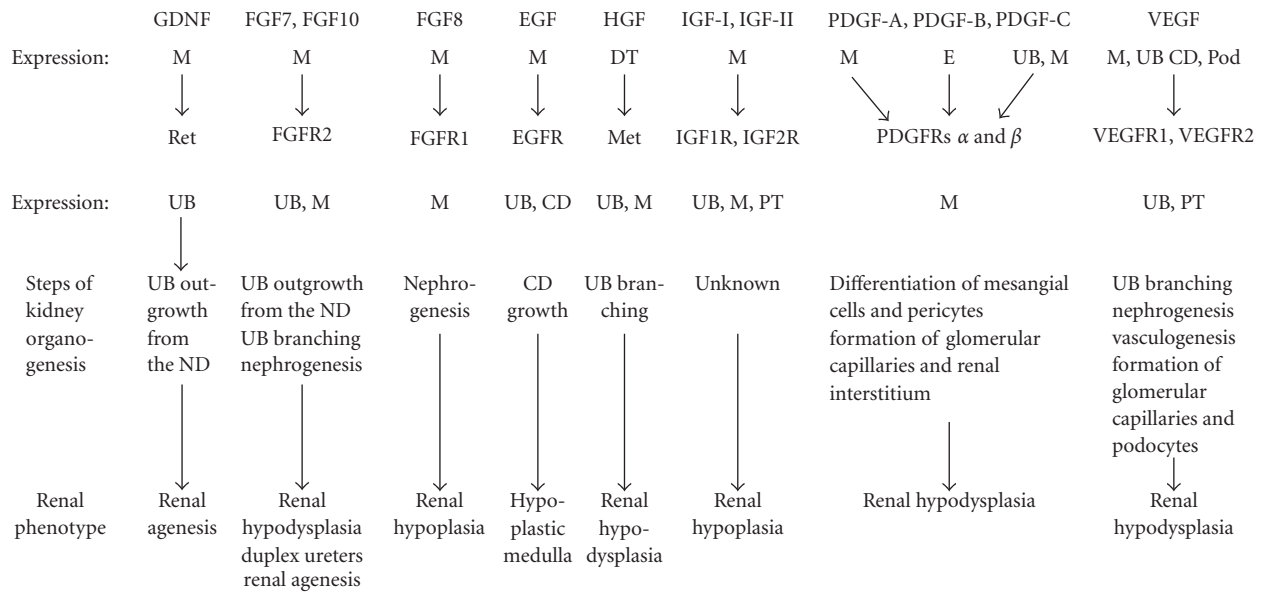 GDNF FGF7, FGF10 FGF8 EGF HGF IGF-I, IGF-II PDGF-A, PDGF-B, PDGF-C VEGF
Expression: M M M M DT M M E UB, M M, UB CD, Pod
Ret FGFR2 FGFR1 EGFR Met IGF1R, IGF2R PDGFRs α and β VEGFR1, VEGFR2
Expression: UB UB, M M UB, CD UB, M UB, M, PT M UB, PT
Steps of UB out- UB outgrowth Nephro- CD UB bran- Unknown Differentiation of mesangial UB branching
kidney growth from the ND genesis growth ching cells and pericytes nephrogenesis
organo- from UB branching formation of glomerular vasculogenesis
genesis the ND nephrogenesis capillaries and renal formation of
interstitium glomerular
capillaries and
podocytes
Renal Renal Renal Renal Hypo- Renal Renal Renal hypodysplasia Renal
phenotype agenesis hypodysplasia hypoplasia plastic hypo- hypoplasia hypodysplasia
duplex ureters medulla dysplasia
renal agenesis